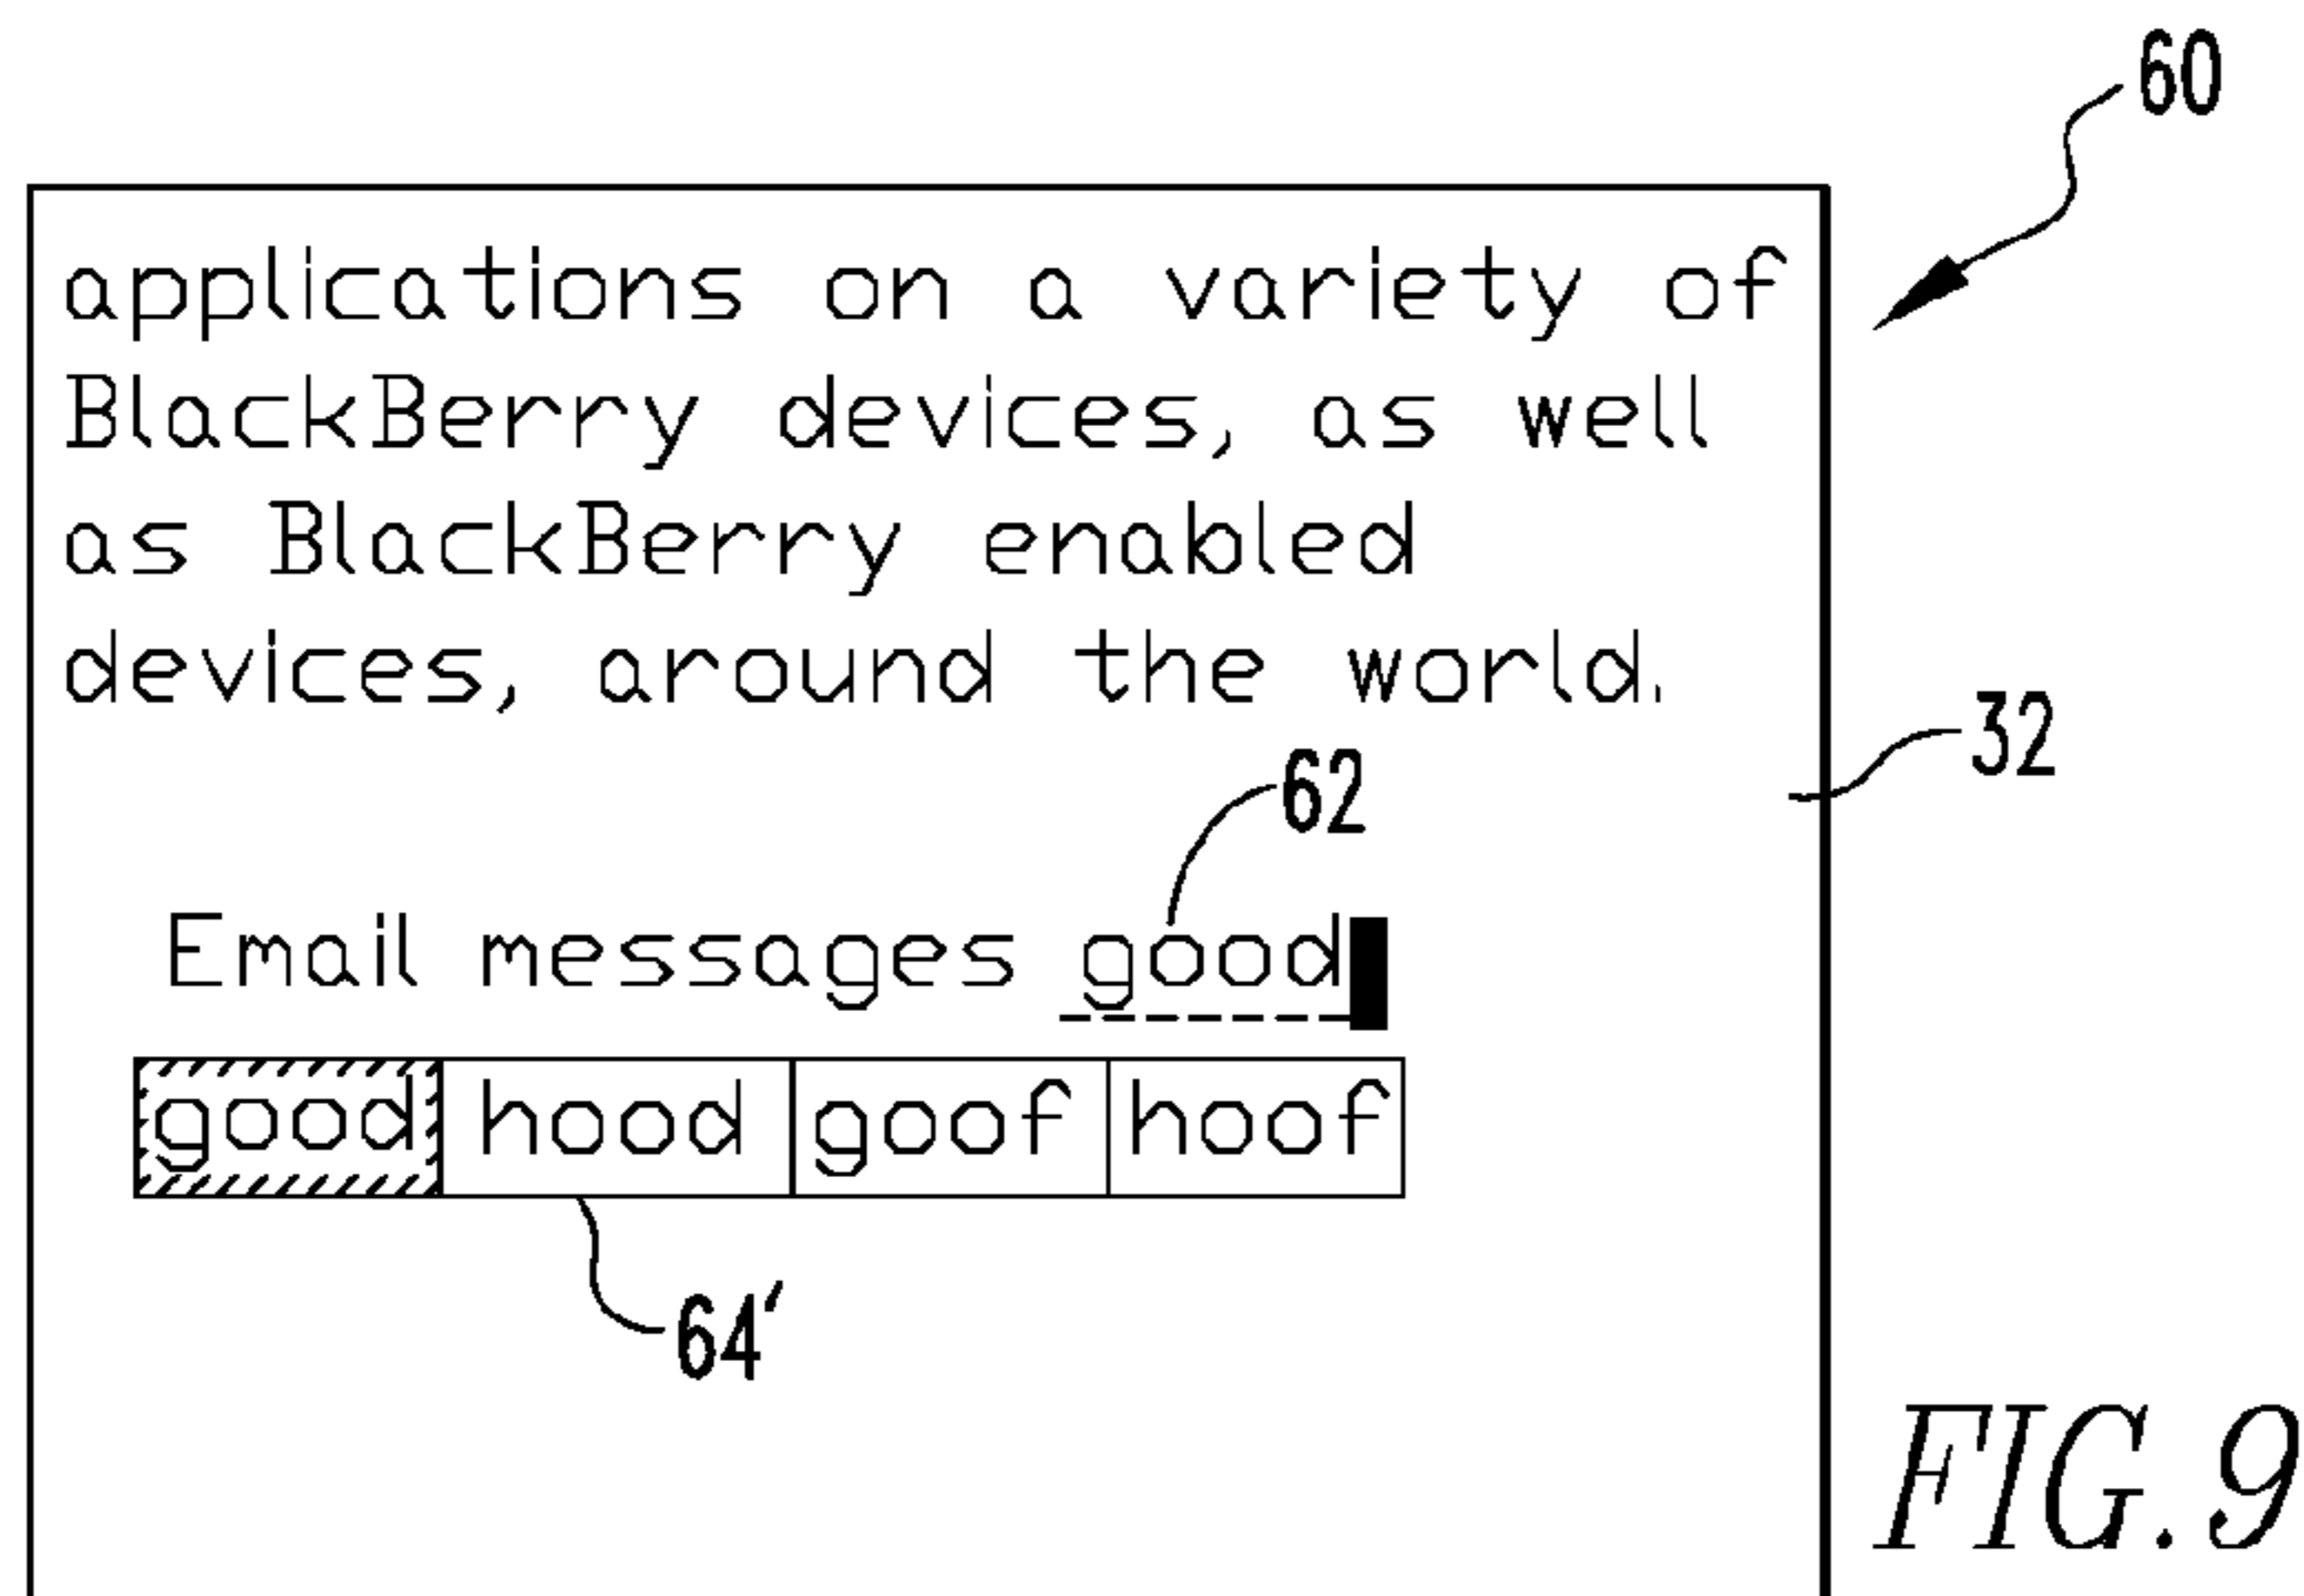 60
applications on a variety of
BlackBerry devices, as well
as BlackBerry enabled
devices, around the world.
32
62
Email messages good
good hood goof hoof
64'
FIG. 9